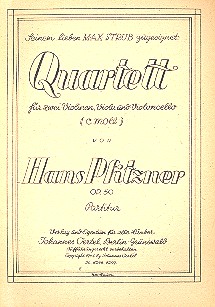 Seinem lieben MAX STRUB zugeeignet
Quartett
für zwei Violinen, Viola und Violoncello
(c moll)
VON
Hans Pfitzner
OP. 50
Partitur
Verlag und Eigentum für alle Länder
Johannes Oertel, Berlin-Grunewald